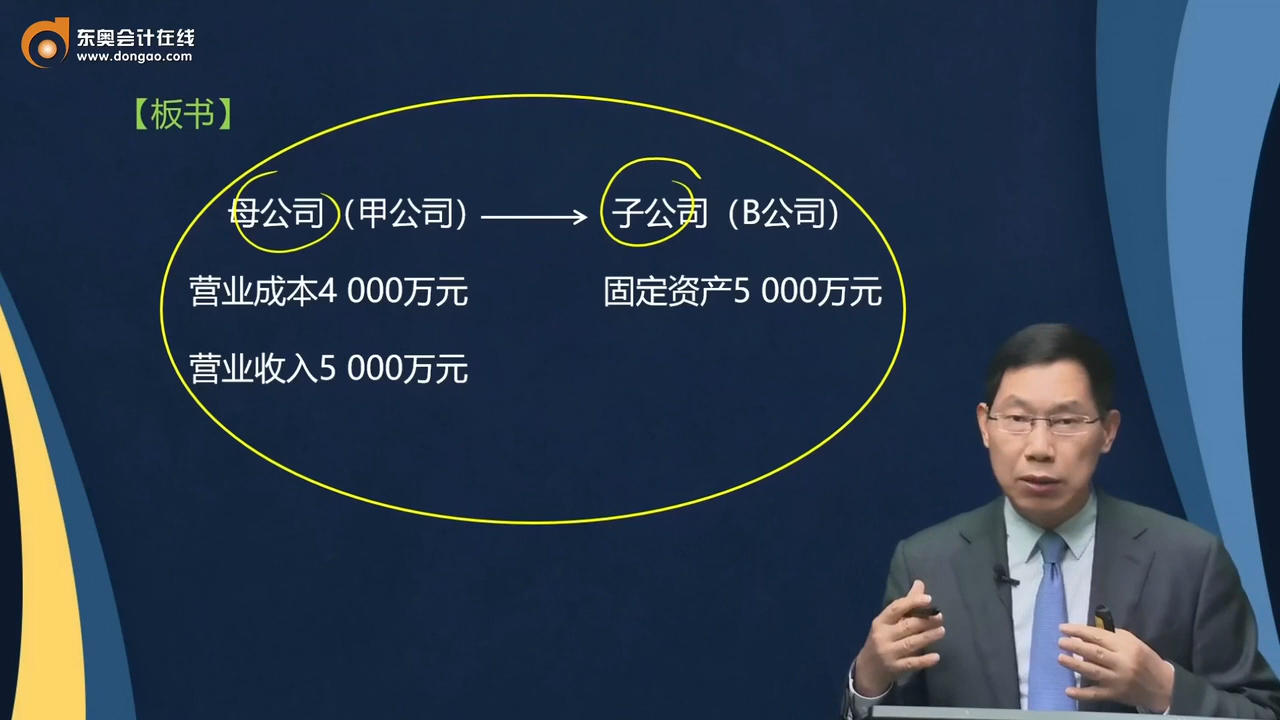 东奥会计在线
www.dongao.com
【板书】
母公司（甲公司） 子公司（B公司）
营业成本4 000万元 固定资产5 000万元
营业收入5 000万元